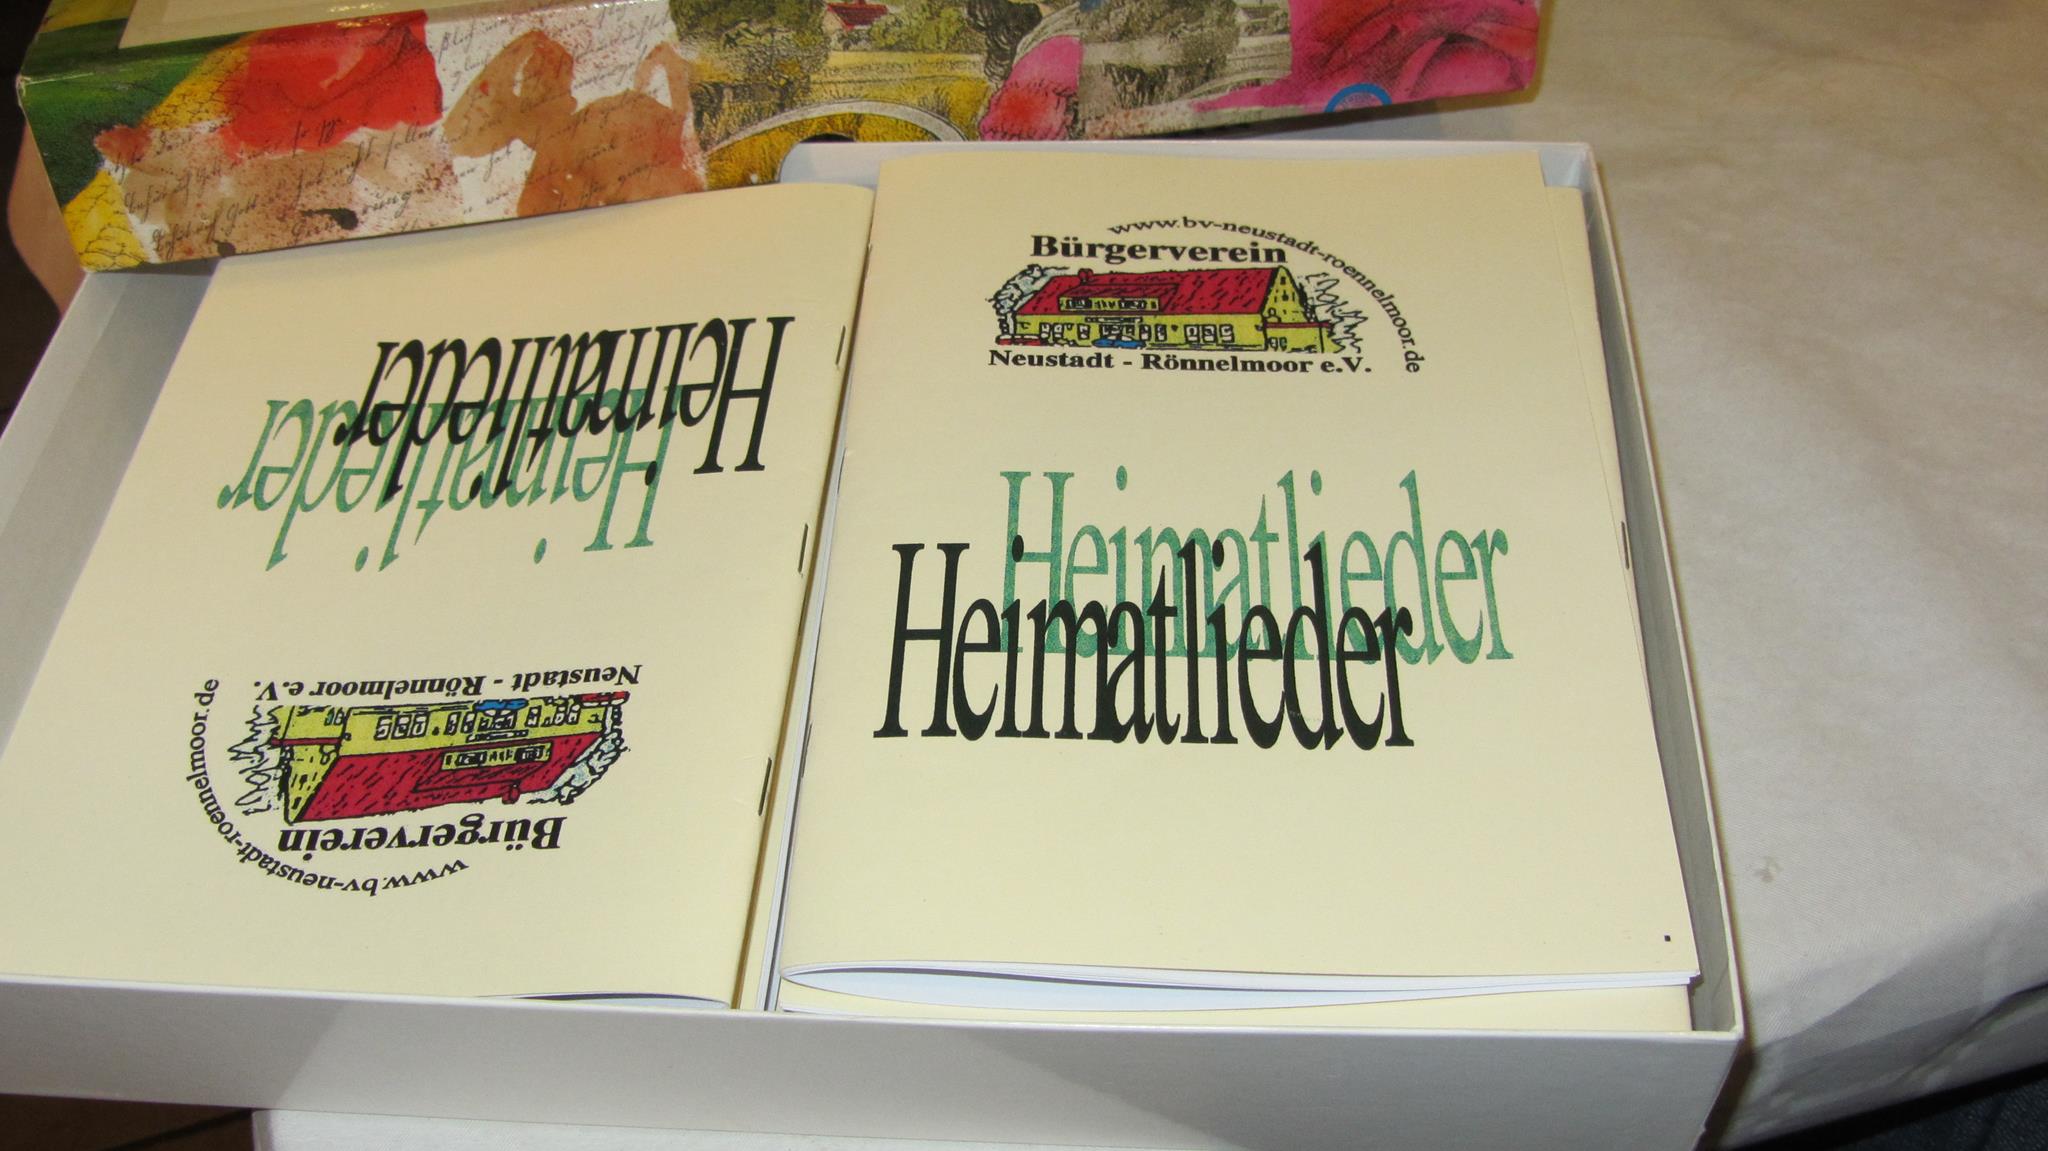 www.bv-neustadt-roennelmoor.de
Bürgerverein
Neustadt - Rönnelmoor e.V.
Heimatlieder
Heimatlieder
Heimatlieder
Heimatlieder
Neustadt - Rönnelmoor e.V.
Bürgerverein
www.bv-neustadt-roennelmoor.de